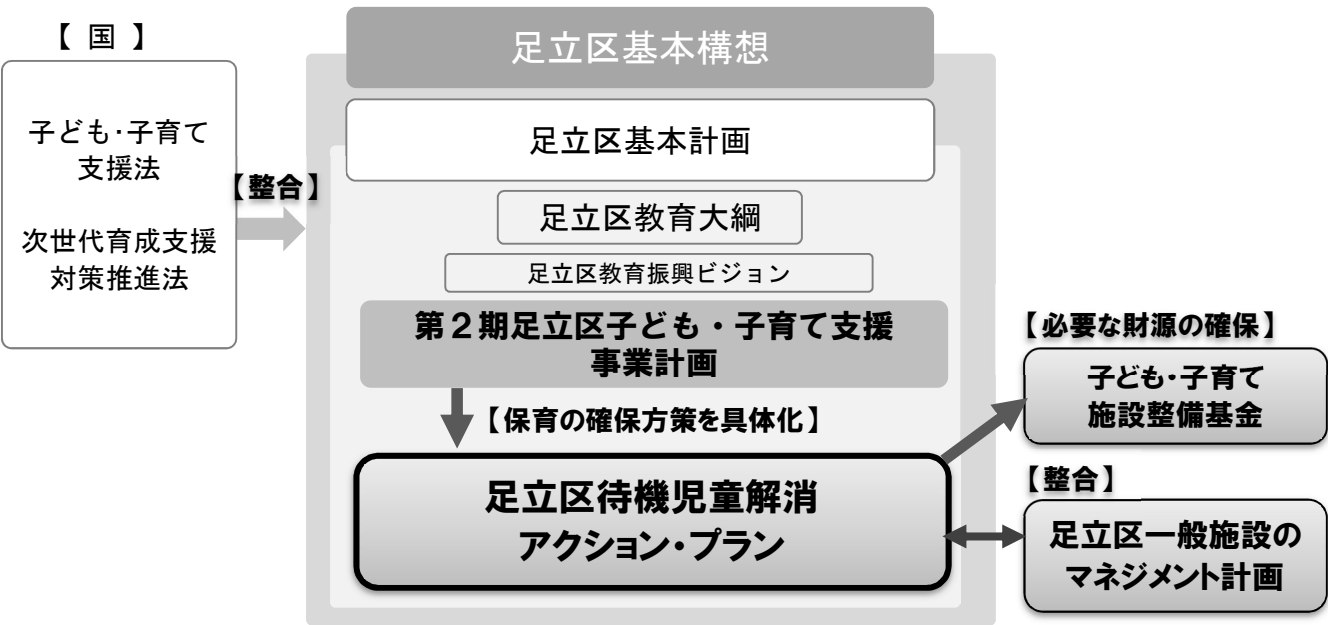 【 国 】
子ども・子育て
支援法
次世代育成支援
対策推進法
【整合】
足立区基本構想
足立区基本計画
足立区教育大綱
足立区教育振興ビジョン
第２期足立区子ども・子育て支援
事業計画
【保育の確保方策を具体化】
足立区待機児童解消
アクション・プラン
【必要な財源の確保】
子ども・子育て
施設整備基金
【整合】
足立区一般施設の
マネジメント計画